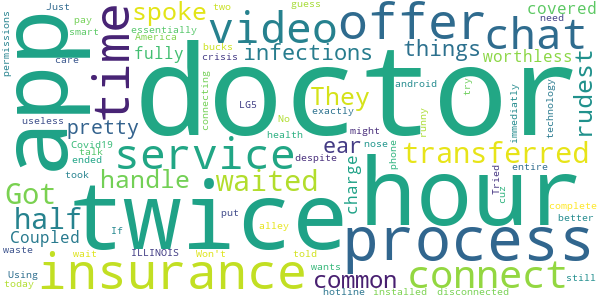 permissions
Just
pay
smart
spoke
America
essentially
guess
bucks
two
offer
covered
need
app
time
video
chat
care
fully
infections
crisis
things
worthless
rudest
useless
pretty
doctor
connecting
LG5
They
No
android
try
immediatly
technology
Covid19
talk
ended
service
health
exactly
might
ear
nose
runny
transferred
despite
phone
took
handle
waited
charge
hour
Tried
cuz
entire
Got
half
twice
put
If
alley
complete
better
Coupled
process
waste
wait
ILLINOIS
Won't
told
wants
Using
today
insurance
common
connect
still
hotline
installed
disconnected